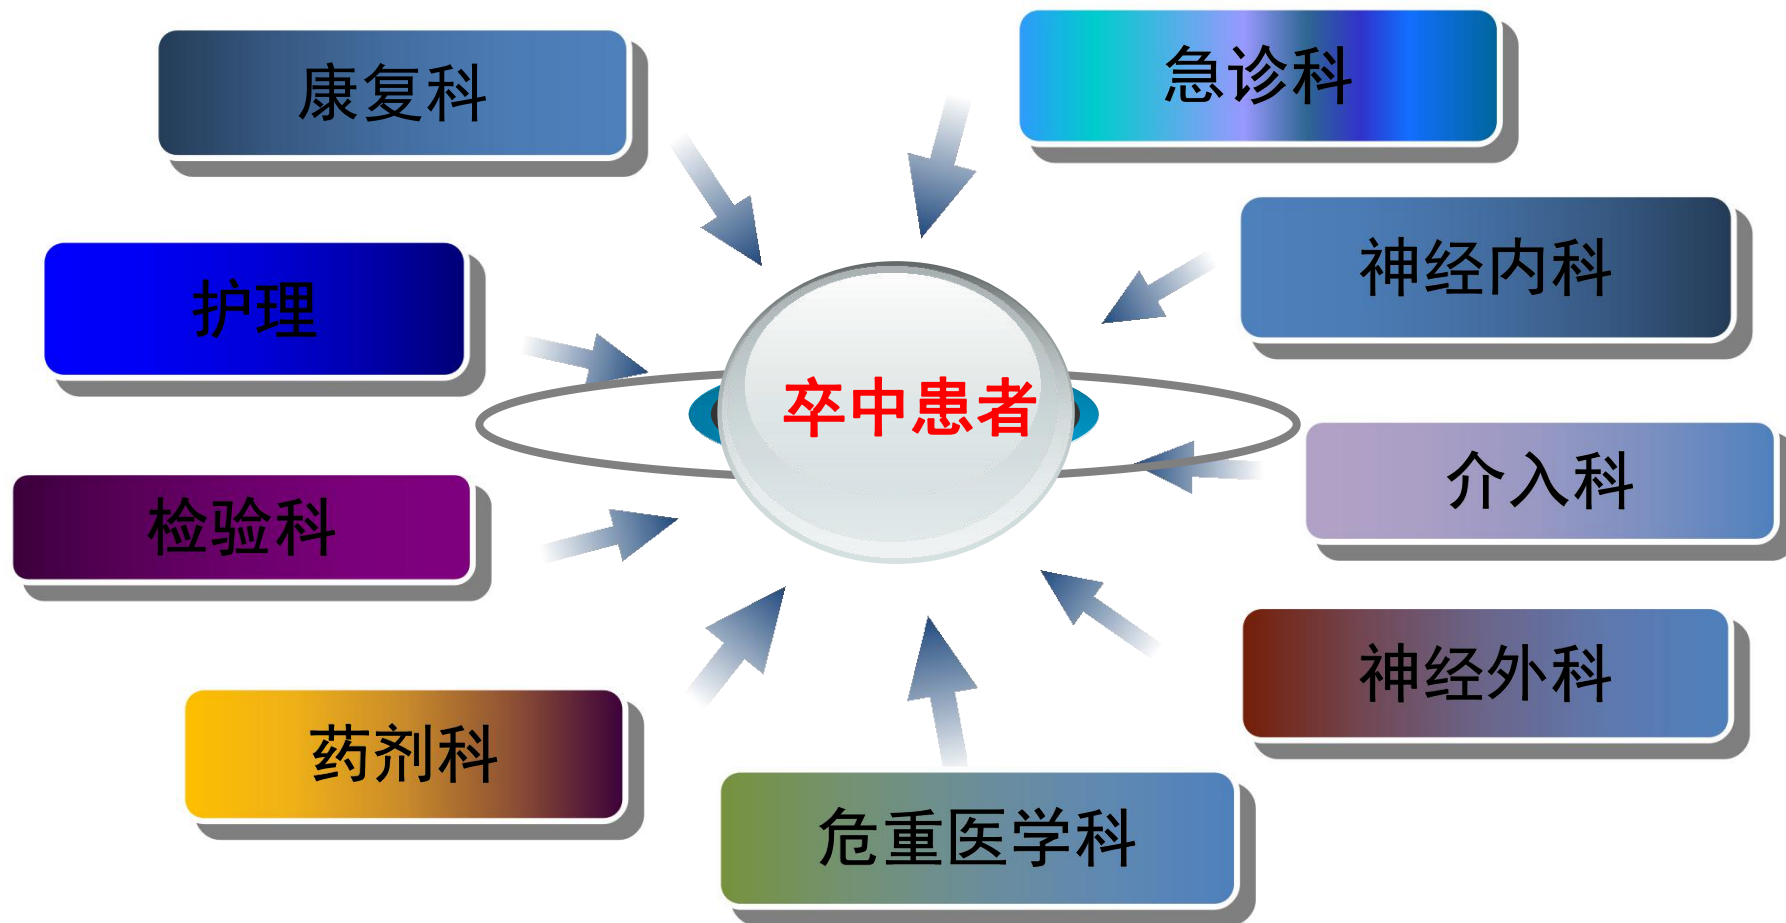 康复科
急诊科
神经内科
护理
卒中患者
介入科
检验科
神经外科
药剂科
危重医学科